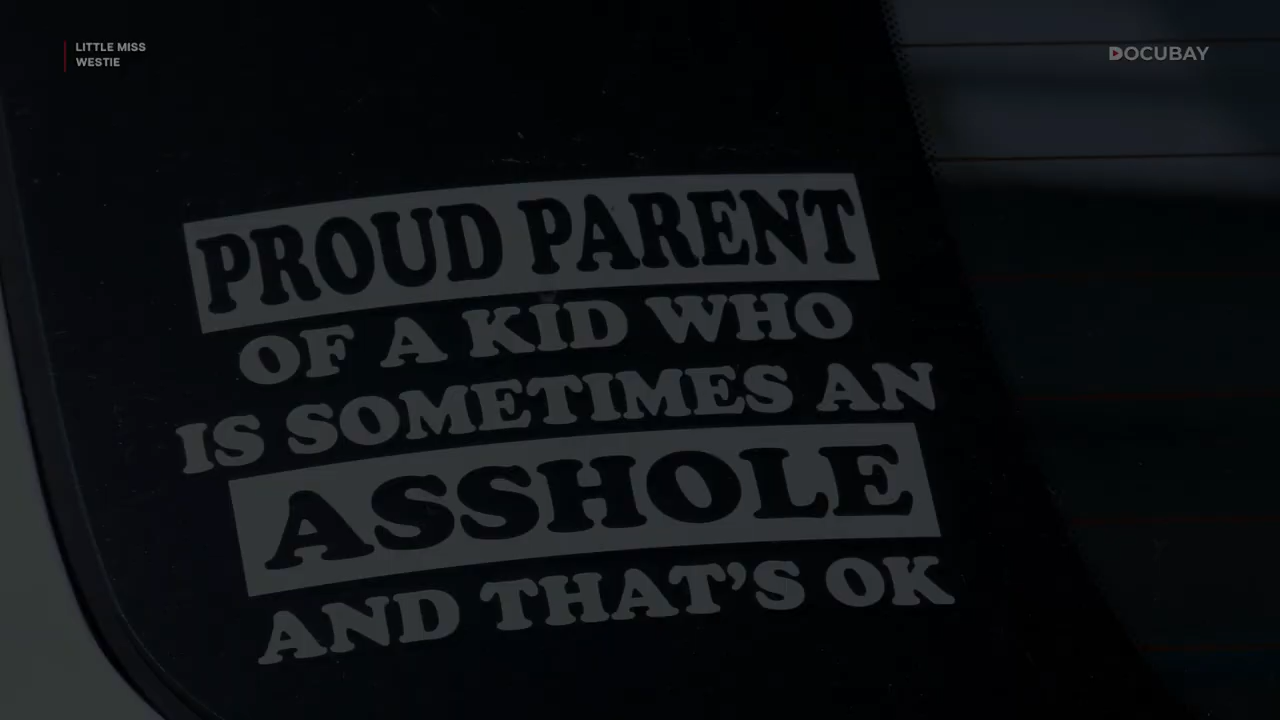 LITTLE MISS
WESTIE
DOCUBAY
PROUD PARENT
OF A KID WHO
IS SOMETIMES AN
ASSHOLE
AND THAT'S OK